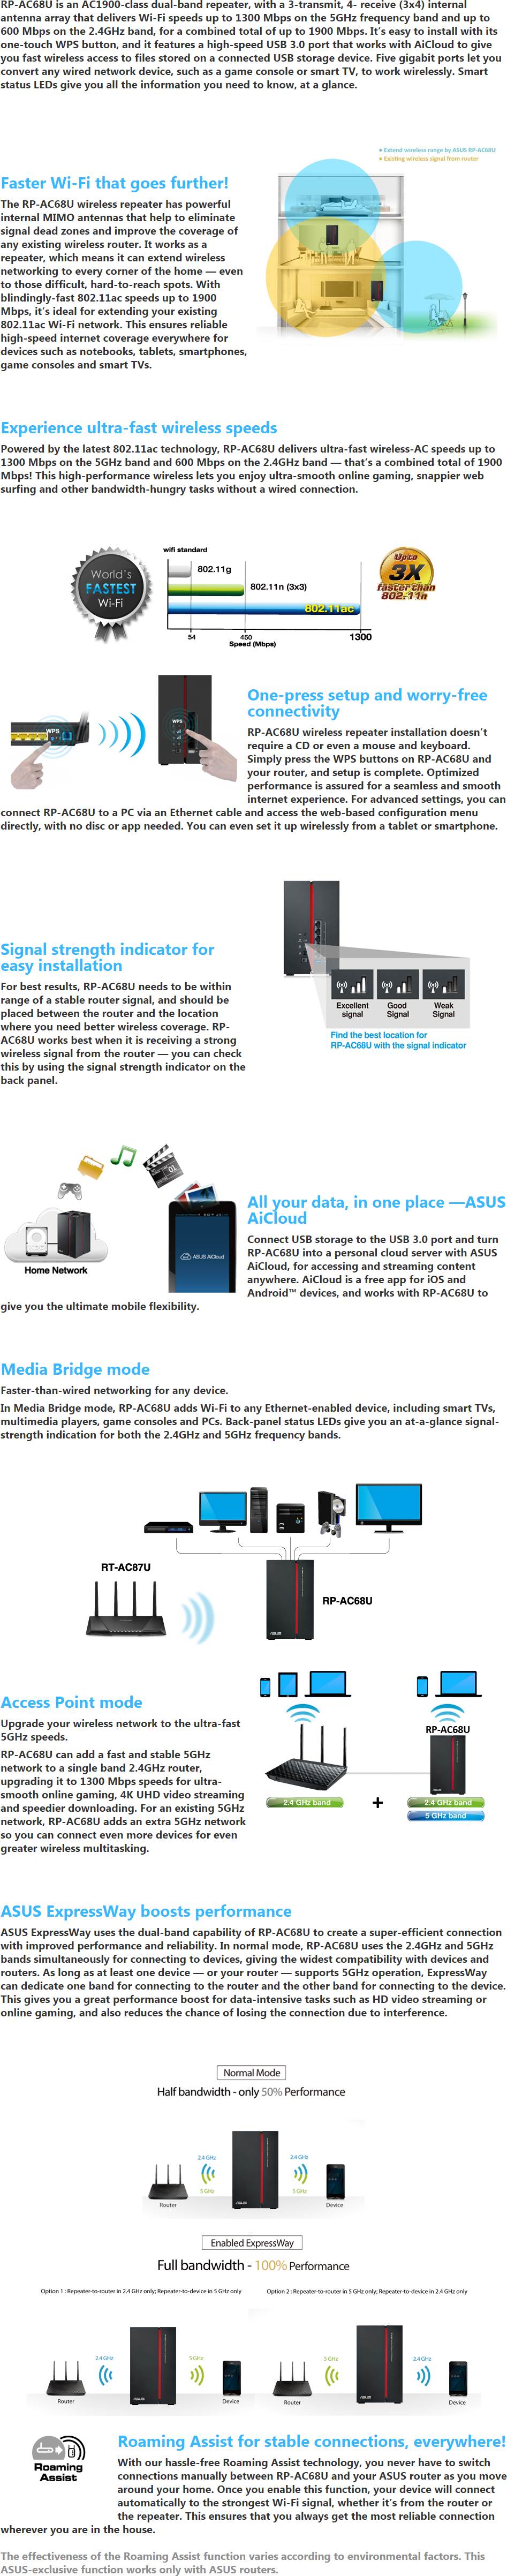 RP-AC68U is an AC1900-class dual-band repeater, with a 3-transmit, 4- receive (3x4) internal
antenna array that delivers Wi-Fi speeds up to 1300 Mbps on the 5GHz frequency band and up to
600 Mbps on the 2.4GHz band, for a combined total of up to 1900 Mbps. It's easy to install with its
one-touch WPS button, and it features a high-speed USB 3.0 port that works with AiCloud to give
you fast wireless access to files stored on a connected USB storage device. Five gigabit ports let you
convert any wired network device, such as a game console or smart TV, to work wirelessly. Smart
status LEDs give you all the information you need to know, at a glance.
• Extend wireless range by ASUS RP-AC68U
• Existing wireless signal from router
Faster Wi-Fi that goes further!
The RP-AC68U wireless repeater has powerful
internal MIMO antennas that help to eliminate
signal dead zones and improve the coverage of
any existing wireless router. It works as a
repeater, which means it can extend wireless
networking to every corner of the home — even
to those difficult, hard-to-reach spots. With
blindingly-fast 802.11ac speeds up to 1900
Mbps, it's ideal for extending your existing
802.11ac Wi-Fi network. This ensures reliable
high-speed internet coverage everywhere for
devices such as notebooks, tablets, smartphones,
game consoles and smart TVs.
Experience ultra-fast wireless speeds
Powered by the latest 802.11ac technology, RP-AC68U delivers ultra-fast wireless-AC speeds up to
1300 Mbps on the 5GHz band and 600 Mbps on the 2.4GHz band — that's a combined total of 1900
Mbps! This high-performance wireless lets you enjoy ultra-smooth online gaming, snappier web
surfing and other bandwidth-hungry tasks without a wired connection.
World's
FASTEST
Wi-Fi
wifi standard
802.11g
802.11n (3x3)
802.11ac
54
450
1300
Speed (Mbps)
Up to
3X
faster than
802.11n
WPS
WPS
One-press setup and worry-free
connectivity
RP-AC68U wireless repeater installation doesn't
require a CD or even a mouse and keyboard.
Simply press the WPS buttons on RP-AC68U and
your router, and setup is complete. Optimized
performance is assured for a seamless and smooth
internet experience. For advanced settings, you can
connect RP-AC68U to a PC via an Ethernet cable and access the web-based configuration menu
directly, with no disc or app needed. You can even set it up wirelessly from a tablet or smartphone.
Signal strength indicator for
easy installation
For best results, RP-AC68U needs to be within
range of a stable router signal, and should be
placed between the router and the location
where you need better wireless coverage. RP-
AC68U works best when it is receiving a strong
wireless signal from the router — you can check
this by using the signal strength indicator on the
back panel.
Excellent
signal
Good
Signal
Weak
Signal
Find the best location for
RP-AC68U with the signal indicator
01
Home Network
ASUS AiCloud
All your data, in one place —ASUS
AiCloud
Connect USB storage to the USB 3.0 port and turn
RP-AC68U into a personal cloud server with ASUS
AiCloud, for accessing and streaming content
anywhere. AiCloud is a free app for iOS and
Android™ devices, and works with RP-AC68U to
give you the ultimate mobile flexibility.
Media Bridge mode
Faster-than-wired networking for any device.
In Media Bridge mode, RP-AC68U adds Wi-Fi to any Ethernet-enabled device, including smart TVs,
multimedia players, game consoles and PCs. Back-panel status LEDs give you an at-a-glance signal-
strength indication for both the 2.4GHz and 5GHz frequency bands.
RT-AC87U
RP-AC68U
Access Point mode
Upgrade your wireless network to the ultra-fast
5GHz speeds.
RP-AC68U can add a fast and stable 5GHz
network to a single band 2.4GHz router,
upgrading it to 1300 Mbps speeds for ultra-
smooth online gaming, 4K UHD video streaming
and speedier downloading. For an existing 5GHz
network, RP-AC68U adds an extra 5GHz network
so you can connect even more devices for even
greater wireless multitasking.
RP-AC68U
2.4 GHz band
+
2.4 GHz band
5 GHz band
ASUS ExpressWay boosts performance
ASUS ExpressWay uses the dual-band capability of RP-AC68U to create a super-efficient connection
with improved performance and reliability. In normal mode, RP-AC68U uses the 2.4GHz and 5GHz
bands simultaneously for connecting to devices, giving the widest compatibility with devices and
routers. As long as at least one device — or your router — supports 5GHz operation, ExpressWay
can dedicate one band for connecting to the router and the other band for connecting to the device.
This gives you a great performance boost for data-intensive tasks such as HD video streaming or
online gaming, and also reduces the chance of losing the connection due to interference.
Normal Mode
Half bandwidth - only 50% Performance
2.4 GHz
5 GHz
2.4 GHz
5 GHz
Router
Device
Enabled ExpressWay
Full bandwidth - 100% Performance
Option 1 : Repeater-to-router in 2.4 GHz only; Repeater-to-device in 5 GHz only
Option 2 : Repeater-to-router in 5 GHz only; Repeater-to-device in 2.4 GHz only
2.4 GHz
5 GHz
5 GHz
2.4 GHz
Router
Device
Router
Device
Roaming
Assist
Roaming Assist for stable connections, everywhere!
With our hassle-free Roaming Assist technology, you never have to switch
connections manually between RP-AC68U and your ASUS router as you move
around your home. Once you enable this function, your device will connect
automatically to the strongest Wi-Fi signal, whether it's from the router or
the repeater. This ensures that you always get the most reliable connection
wherever you are in the house.
The effectiveness of the Roaming Assist function varies according to environmental factors. This
ASUS-exclusive function works only with ASUS routers.